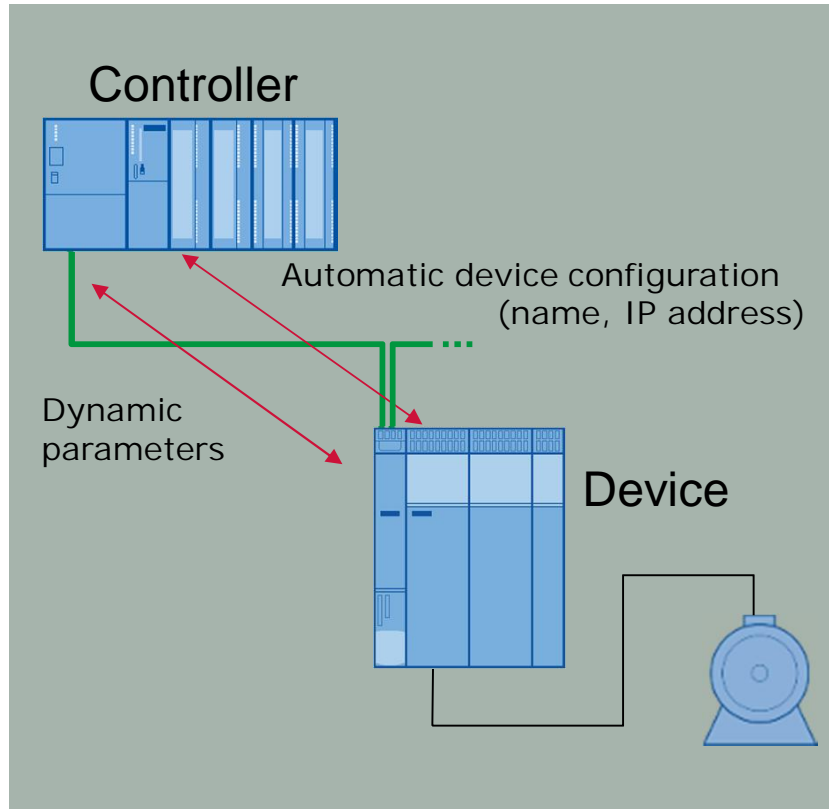 Controller
Automatic device configuration
(name, IP address)
Dynamic
parameters
Device